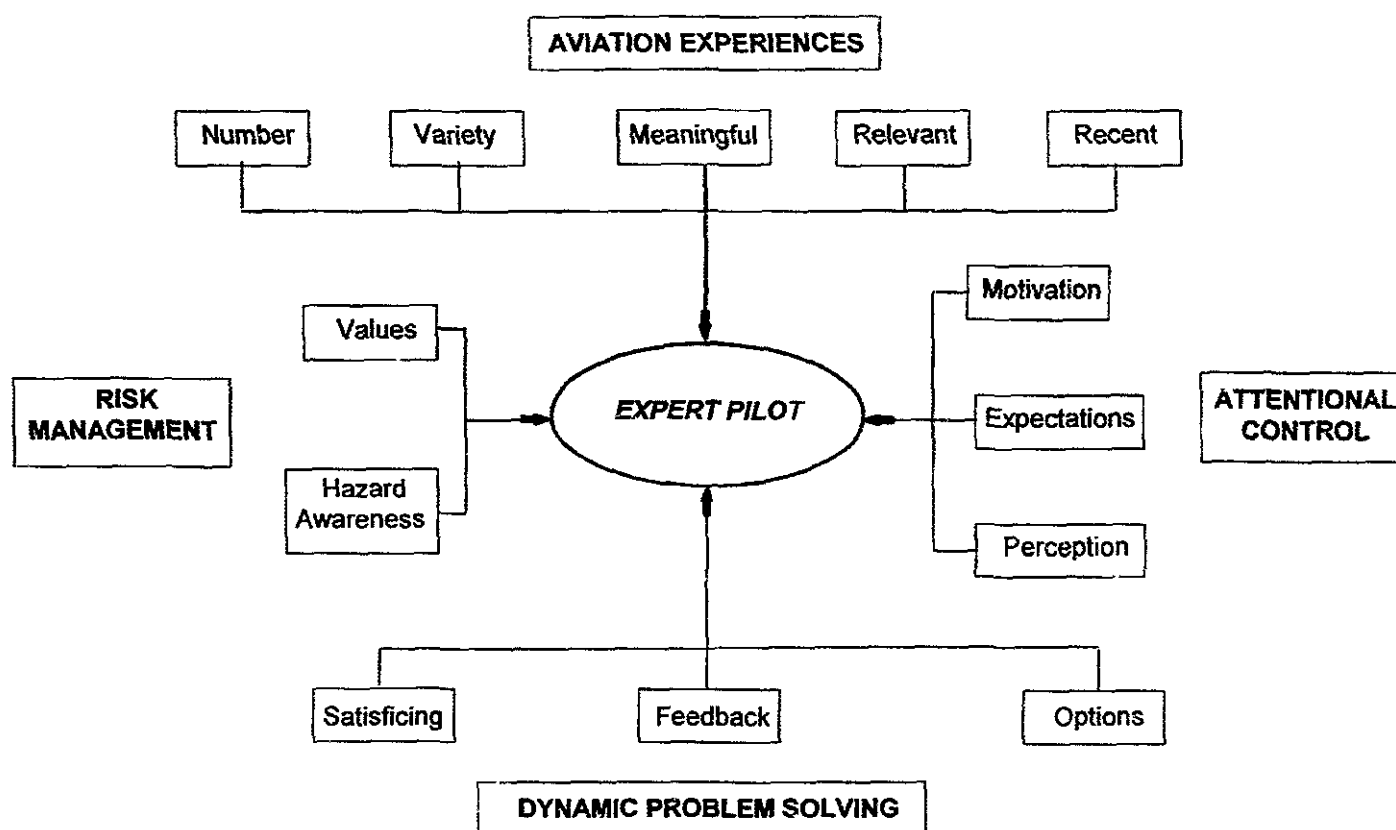 AVIATION EXPERIENCES
Number
Variety
Meaningful
Relevant
Recent
Motivation
Values
RISK
MANAGEMENT
EXPERT PILOT
Expectations
ATTENTIONAL
CONTROL
Hazard
Awareness
Perception
Satisficing
Feedback
Options
DYNAMIC PROBLEM SOLVING